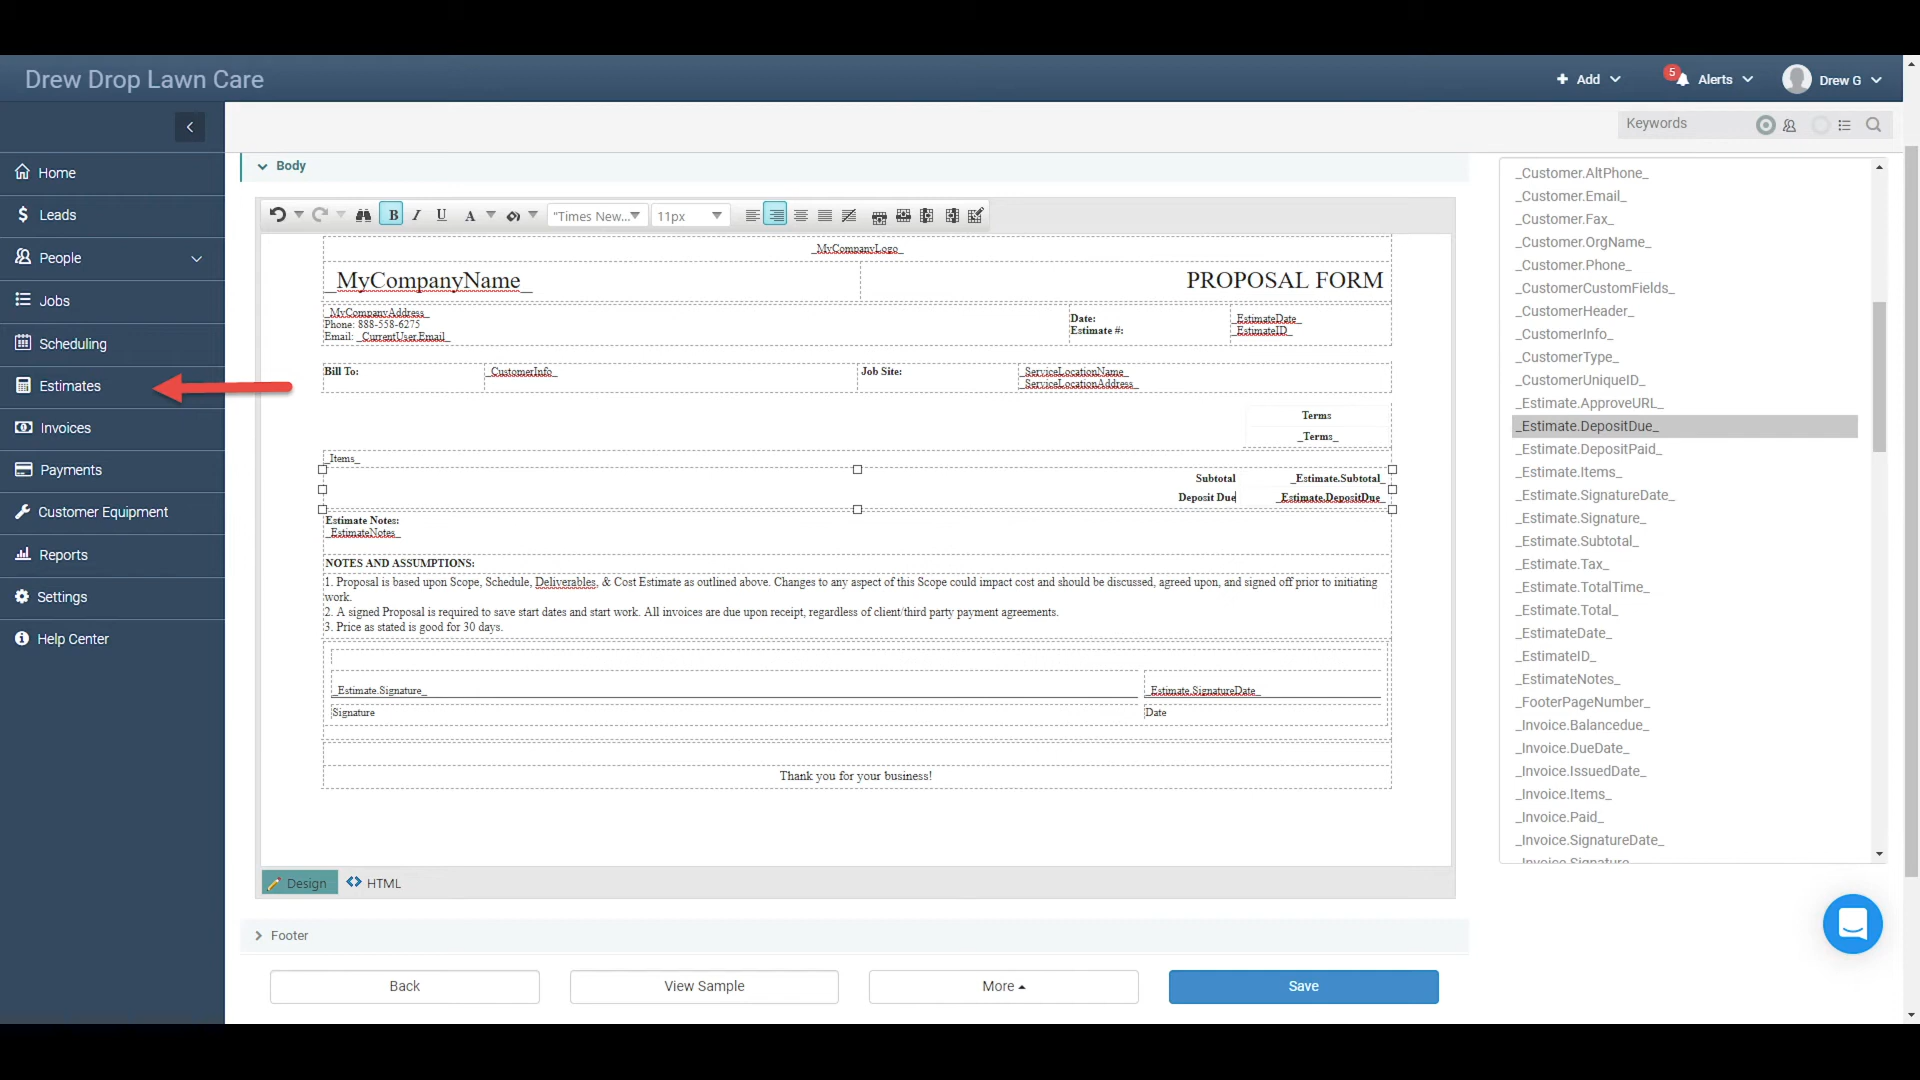 Drew Drop Lawn Care
Add
5
Alerts
Drew G
Keywords
Home
Leads
People
Jobs
Scheduling
Estimates
Invoices
Payments
Customer Equipment
Reports
Settings
Help Center
Body
B I U A "Times New... 11px
_MyCompanyLogo_
_MyCompanyName_ PROPOSAL FORM
_MyCompanyAddress_
Phone: 888-558-6275
Email: _CurrentUser.Email_
Date: _EstimateDate_
Estimate #: _EstimateID_
Bill To: _CustomerInfo_ Job Site: _ServiceLocationName_
_ServiceLocationAddress_
Terms
_Terms_
_Items_
Subtotal _Estimate.Subtotal_
Deposit Due _Estimate.DepositDue_
Estimate Notes:
_EstimateNotes_
NOTES AND ASSUMPTIONS:
1. Proposal is based upon Scope, Schedule, Deliverables, & Cost Estimate as outlined above. Changes to any aspect of this Scope could impact cost and should be discussed, agreed upon, and signed off prior to initiating
work.
2. A signed Proposal is required to save start dates and start work. All invoices are due upon receipt, regardless of client/third party payment agreements.
3. Price as stated is good for 30 days.
_Estimate.Signature_ _Estimate.SignatureDate_
Signature Date
Thank you for your business!
Design HTML
Footer
Back View Sample More Save
_Customer.AltPhone_
_Customer.Email_
_Customer.Fax_
_Customer.OrgName_
_Customer.Phone_
_CustomerCustomFields_
_CustomerHeader_
_CustomerInfo_
_CustomerType_
_CustomerUniqueID_
_Estimate.ApproveURL_
_Estimate.DepositDue_
_Estimate.DepositPaid_
_Estimate.Items_
_Estimate.SignatureDate_
_Estimate.Signature_
_Estimate.Subtotal_
_Estimate.Tax_
_Estimate.TotalTime_
_Estimate.Total_
_EstimateDate_
_EstimateID_
_EstimateNotes_
_FooterPageNumber_
_Invoice.Balancedue_
_Invoice.DueDate_
_Invoice.IssuedDate_
_Invoice.Items_
_Invoice.Paid_
_Invoice.SignatureDate_
_Invoice.Signature_